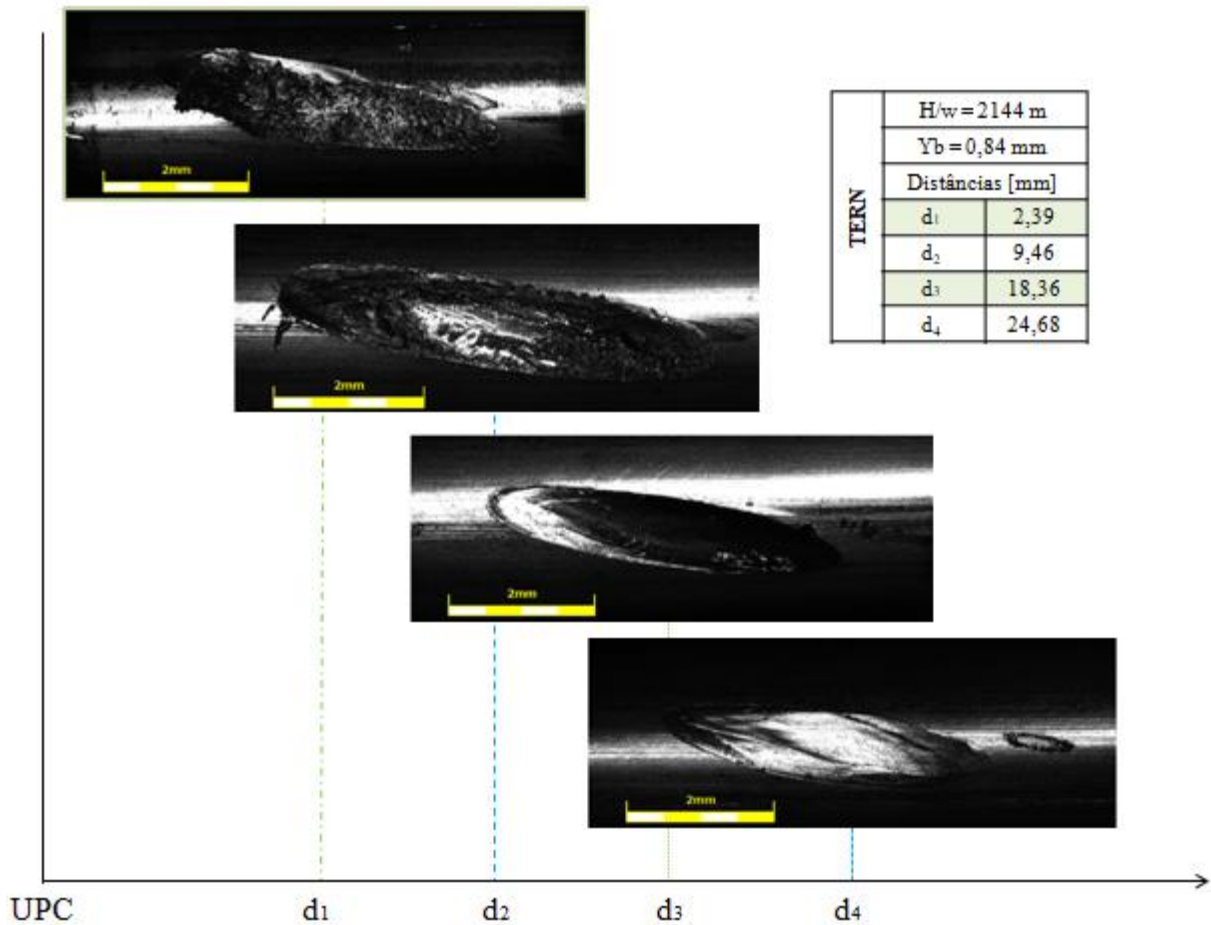 2mm
H/w = 2144 m
Yb = 0,84 mm
Distâncias [mm]
TERN
d1 2,39
d2 9,46
d3 18,36
d4 24,68
2mm
2mm
2mm
UPC d1 d2 d3 d4